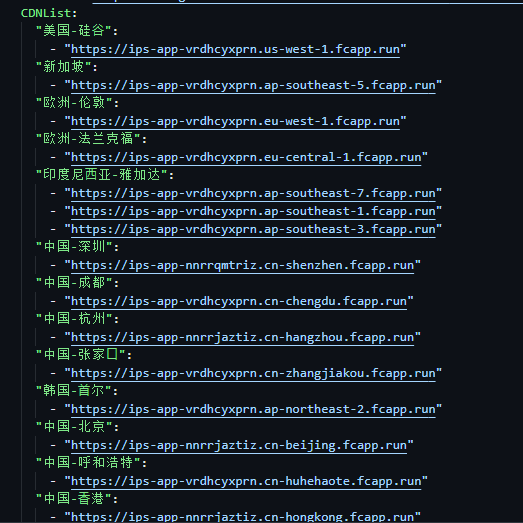 CDNList:
"美国-硅谷":
- "https://ips-app-vrdhcyxprn.us-west-1.fcapp.run"
"新加坡":
- "https://ips-app-vrdhcyxprn.ap-southeast-5.fcapp.run"
"欧洲-伦敦":
- "https://ips-app-vrdhcyxprn.eu-west-1.fcapp.run"
"欧洲-法兰克福":
- "https://ips-app-vrdhcyxprn.eu-central-1.fcapp.run"
"印度尼西亚-雅加达":
- "https://ips-app-vrdhcyxprn.ap-southeast-7.fcapp.run"
- "https://ips-app-vrdhcyxprn.ap-southeast-1.fcapp.run"
- "https://ips-app-vrdhcyxprn.ap-southeast-3.fcapp.run"
"中国-深圳":
- "https://ips-app-nnrrqmtriz.cn-shenzhen.fcapp.run"
"中国-成都":
- "https://ips-app-vrdhcyxprn.cn-chengdu.fcapp.run"
"中国-杭州":
- "https://ips-app-nnrrjaztiz.cn-hangzhou.fcapp.run"
"中国-张家口":
- "https://ips-app-vrdhcyxprn.cn-zhangjiakou.fcapp.run"
"韩国-首尔":
- "https://ips-app-vrdhcyxprn.ap-northeast-2.fcapp.run"
"中国-北京":
- "https://ips-app-nnrrjaztiz.cn-beijing.fcapp.run"
"中国-呼和浩特":
- "https://ips-app-vrdhcyxprn.cn-huhehaote.fcapp.run"
"中国-香港":
- "https://ips-app-nnrrjaztiz.cn-hongkong.fcapp.run"